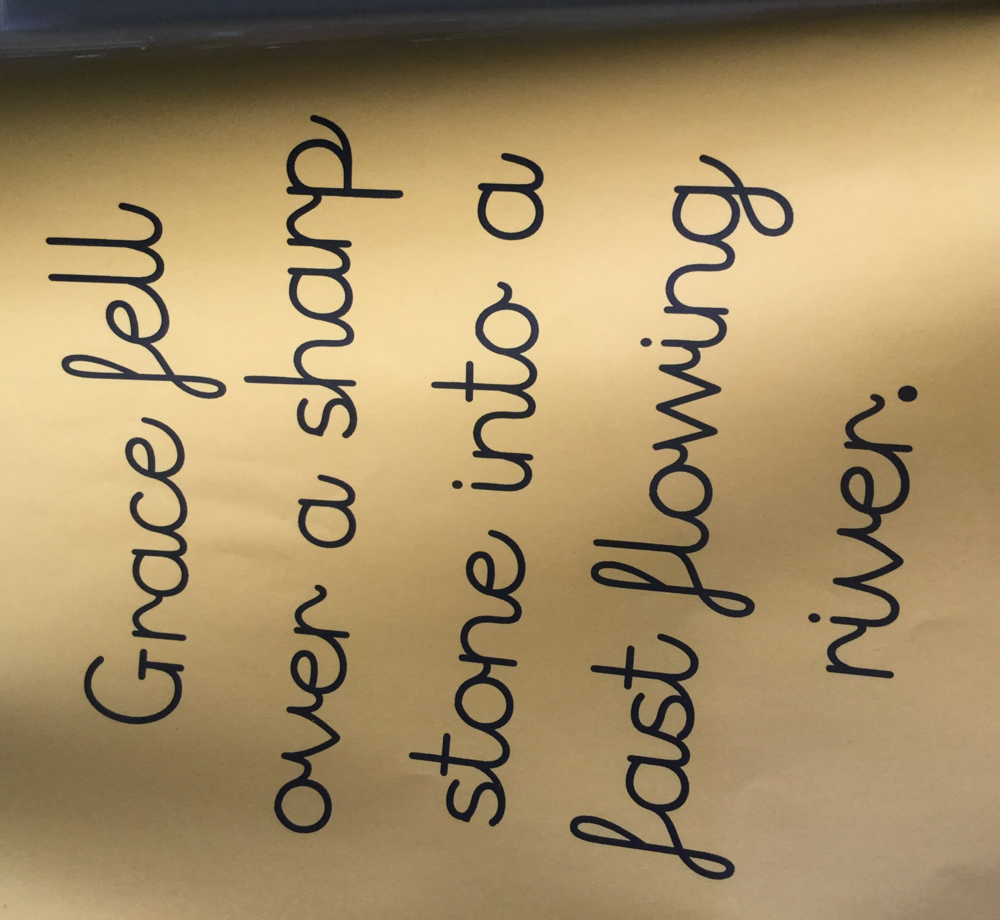 Grace fell
over a sharp
stone into a
fast flowing
river.